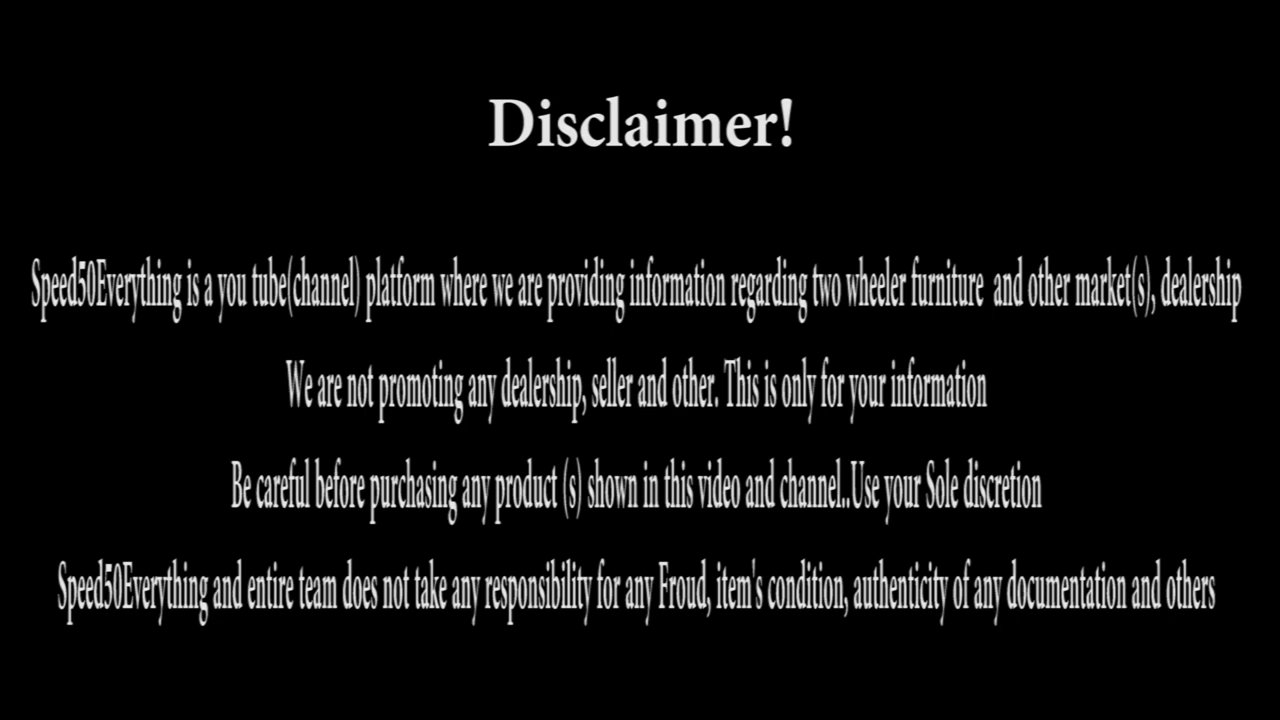 Disclaimer!
Speed50Everything is a you tube(channel) platform where we are providing information regarding two wheeler furniture and other market(s), dealership
We are not promoting any dealership, seller and other. This is only for your information
Be careful before purchasing any product (s) shown in this video and channel..Use your Sole discretion
Speed50Everything and entire team does not take any responsibility for any Froud, item's condition, authenticity of any documentation and others